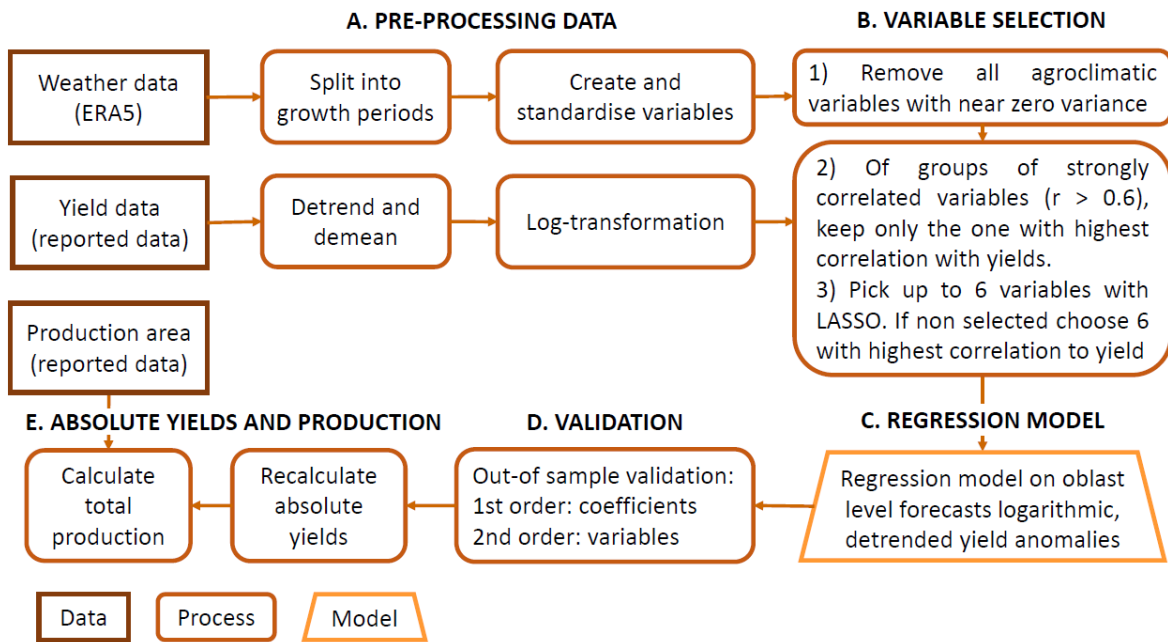 A. PRE-PROCESSING DATA
B. VARIABLE SELECTION
Weather data
(ERA5)
Split into
growth periods
Create and
standardise variables
1) Remove all agroclimatic
variables with near zero variance
Yield data
(reported data)
Detrend and
demean
Log-transformation
2) Of groups of strongly
correlated variables (r > 0.6),
keep only the one with highest
correlation with yields.
3) Pick up to 6 variables with
LASSO. If non selected choose 6
with highest correlation to yield
Production area
(reported data)
E. ABSOLUTE YIELDS AND PRODUCTION
D. VALIDATION
C. REGRESSION MODEL
Calculate
total
production
Recalculate
absolute
yields
Out-of sample validation:
1st order: coefficients
2nd order: variables
Regression model on oblast
level forecasts logarithmic,
detrended yield anomalies
Data
Process
Model